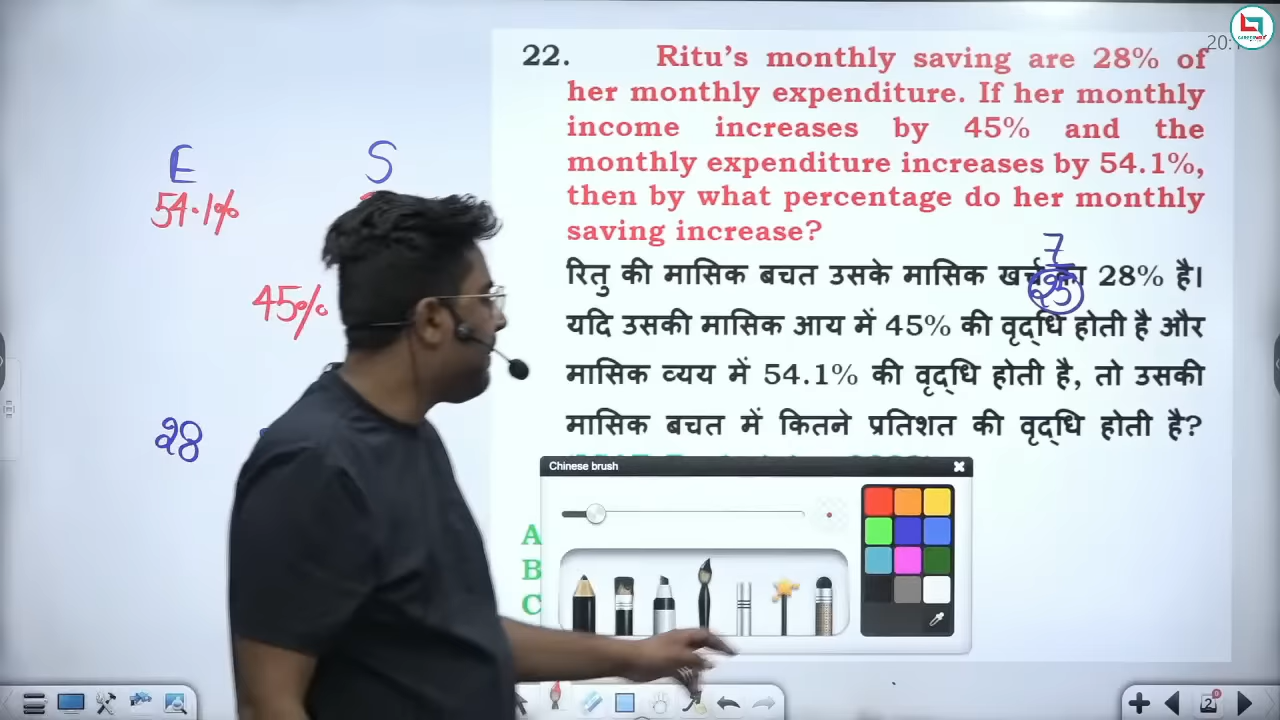 20:
22. Ritu's monthly saving are 28% of
her monthly expenditure. If her monthly
income increases by 45% and the
monthly expenditure increases by 54.1%,
then by what percentage do her monthly
saving increase?
रितु की मासिक बचत उसके मासिक खर्च का 28% है।
यदि उसकी मासिक आय में 45% की वृद्धि होती है और
मासिक व्यय में 54.1% की वृद्धि होती है, तो उसकी
मासिक बचत में कितने प्रतिशत की वृद्धि होती है?
7
25
E S
54.1%
45%
28
Chinese brush
A
B
C
2